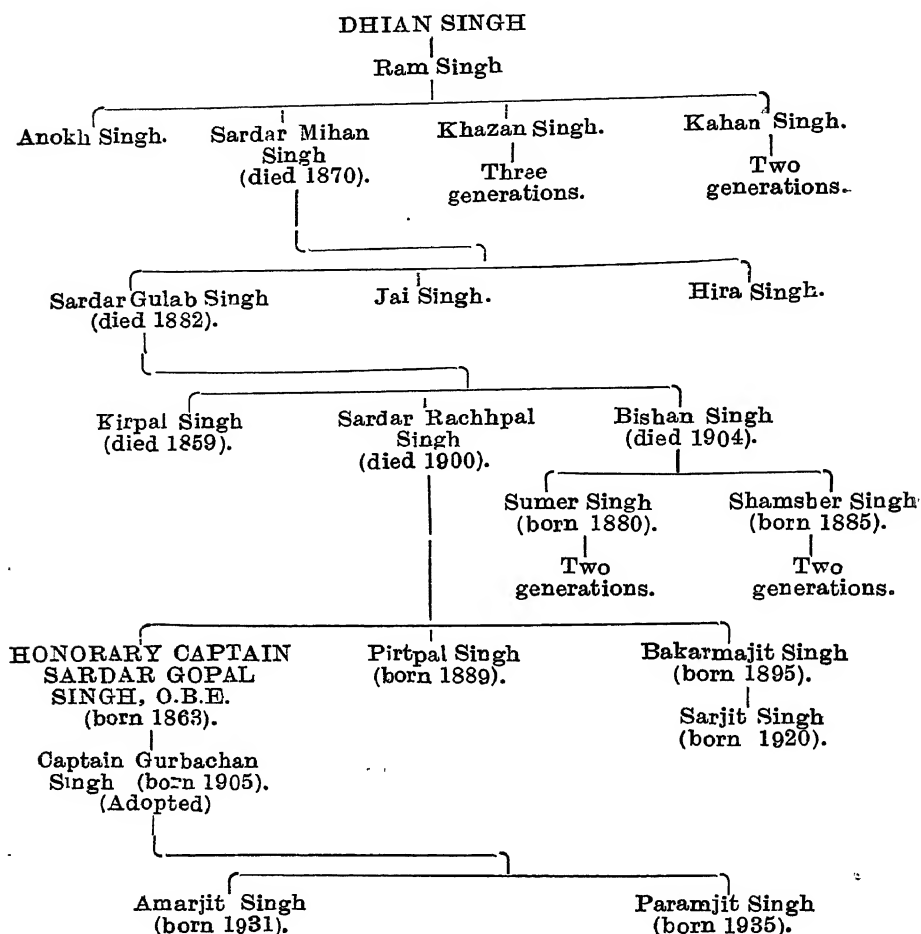 DHIAN SINGH
Ram Singh
Anokh Singh.
Sardar Mihan
Singh
(died 1870).
Khazan Singh.
Three
generations.
Kahan Singh.
Two
generations.
Sardar Gulab Singh
(died 1882).
Jai Singh.
Hira Singh.
Kirpal Singh
(died 1859).
Sardar Rachhpal
Singh
(died 1900).
Bishan Singh
(died 1904).
Sumer Singh
(born 1880).
Two
generations.
Shamsher Singh
(born 1885).
Two
generations.
HONORARY CAPTAIN
SARDAR GOPAL
SINGH, O.B.E.
(born 1863).
Pirtpal Singh
(born 1889).
Bakarmajit Singh
(born 1895).
Sarjit Singh
(born 1920).
Captain Gurbachan
Singh (born 1905).
(Adopted)
Amarjit Singh
(born 1931).
Paramjit Singh
(born 1935).